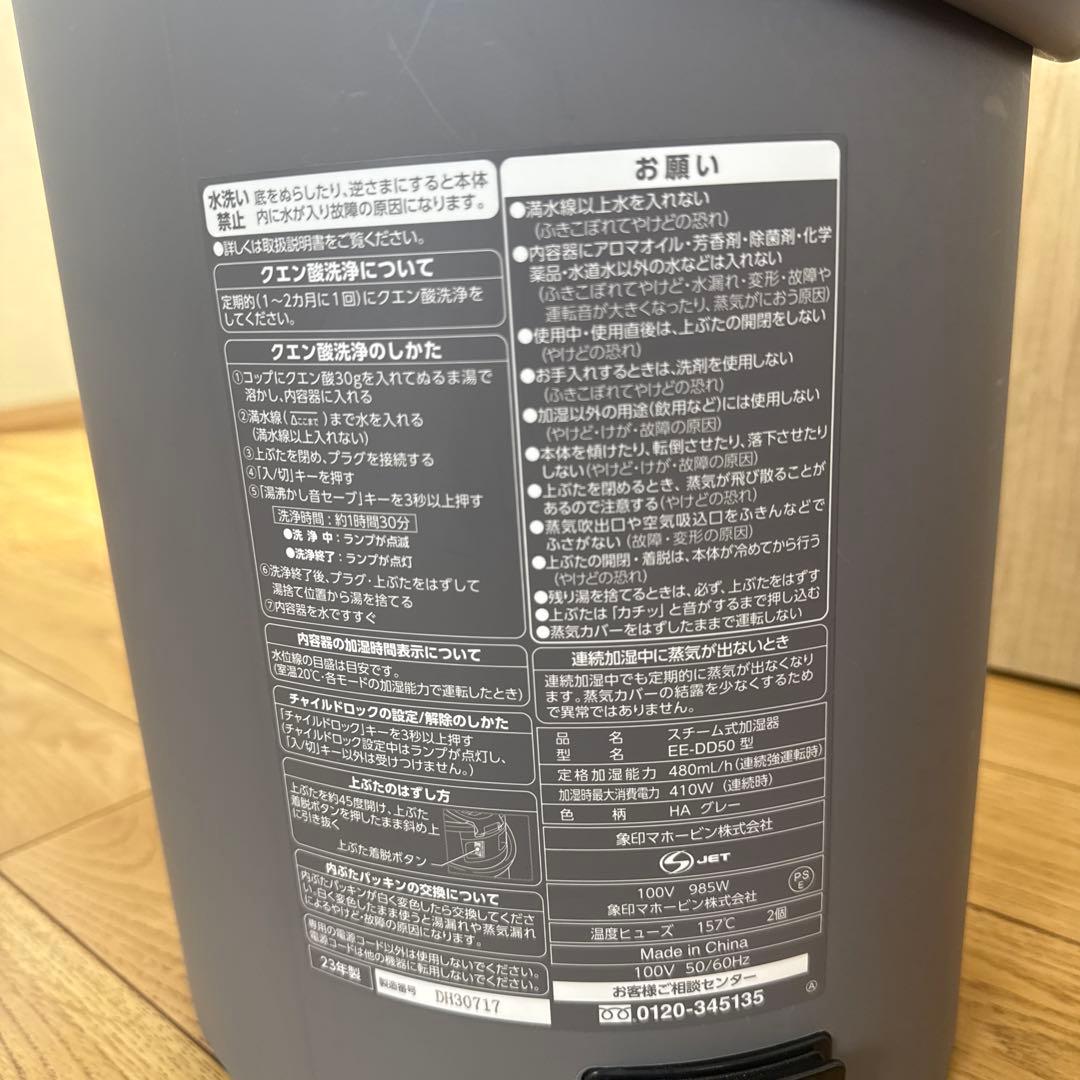 水洗い禁止 底をぬらしたり、逆さまにすると本体
内に水が入り故障の原因になります。
●詳しくは取扱説明書をご覧ください。
クエン酸洗浄について
定期的(1～2カ月に1回)にクエン酸洗浄を
してください。
クエン酸洗浄のしかた
①コップにクエン酸30gを入れてぬるま湯で
溶かし、内容器に入れる
②満水線(△ここまで)まで水を入れる
(満水線以上入れない)
③上ぶたを閉め、プラグを接続する
④「入/切」キーを押す
⑤「湯沸かし音セーブ」キーを3秒以上押す
洗浄時間:約1時間30分
●洗浄中:ランプが点滅
●洗浄終了:ランプが点灯
⑥洗浄終了後、プラグ・上ぶたをはずして
湯捨て位置から湯を捨てる
⑦内容器を水ですすぐ
内容器の加湿時間表示について
水位線の目盛は目安です。
(室温20℃・各モードの加湿能力で運転したとき)
チャイルドロックの設定/解除のしかた
「チャイルドロック」キーを3秒以上押す
(チャイルドロック設定中はランプが点灯し、
「入/切」キー以外は受けつけません。)
上ぶたのはずし方
上ぶたを約45度開け、上ぶた
着脱ボタンを押したまま斜め上
に引き抜く
上ぶた着脱ボタン
内ぶたパッキンの交換について
内ぶたパッキンが白く変色したら交換してくださ
い。白く変色したまま使うと湯漏れや蒸気漏れ
によるやけど・故障の原因になります。
専用の電源コード以外は使用しないでください。
電源コードは他の機器に転用しないでください。
23年製
製造番号 DH30717
お願い
●満水線以上水を入れない
(ふきこぼれてやけどの恐れ)
●内容器にアロマオイル・芳香剤・除菌剤・化学
薬品・水道水以外の水などは入れない
(ふきこぼれてやけど・水漏れ・変形・故障や
運転音が大きくなったり、蒸気がにおう原因)
●使用中・使用直後は、上ぶたの開閉をしない
(やけどの恐れ)
●お手入れするときは、洗剤を使用しない
(ふきこぼれてやけどの恐れ)
●加湿以外の用途(飲用など)には使用しない
(やけど・けが・故障の原因)
●本体を傾けたり、転倒させたり、落下させたり
しない(やけど・けが・故障の原因)
●上ぶたを閉めるとき、蒸気が飛び散ることが
あるので注意する(やけどの恐れ)
●蒸気吹出口や空気吸込口をふきんなどで
ふさがない(故障・変形の原因)
●上ぶたの開閉・着脱は、本体が冷めてから行う
(やけどの恐れ)
●残り湯を捨てるときは、必ず、上ぶたをはずす
●上ぶたは「カチッ」と音がするまで押し込む
●蒸気カバーをはずしたままで運転しない
連続加湿中に蒸気が出ないとき
連続加湿中でも定期的に蒸気が出なくなり
ます。蒸気カバーの結露を少なくするため
で異常ではありません。
品名 スチーム式加湿器
型名 EE-DD50型
定格加湿能力 480mL/h(連続強運転時)
加湿時最大消費電力 410W(連続時)
色柄 HA グレー
象印マホービン株式会社
S JET
100V 985W
PS E
象印マホービン株式会社
温度ヒューズ 157℃ 2個
Made in China
100V 50/60Hz
お客様ご相談センター
0120-345135
A